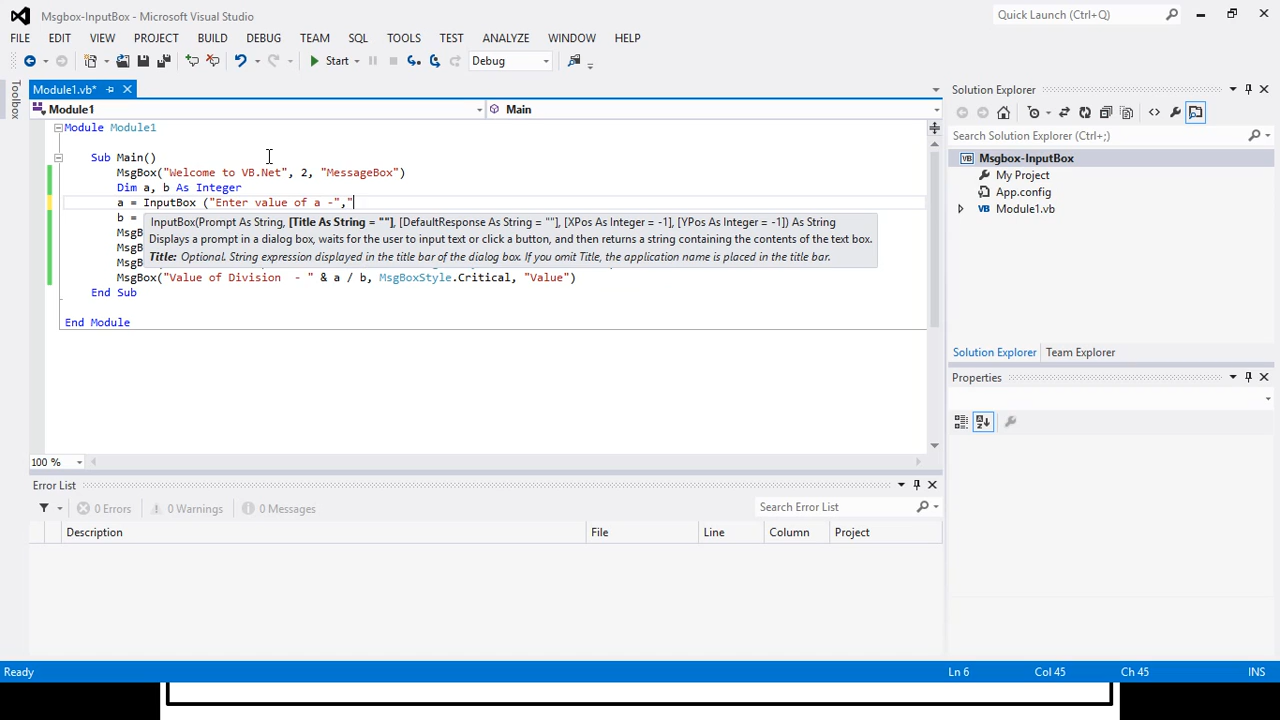 Msgbox-InputBox - Microsoft Visual Studio
Quick Launch (Ctrl+Q)
FILE EDIT VIEW PROJECT BUILD DEBUG TEAM SQL TOOLS TEST ANALYZE WINDOW HELP
Start Debug
Toolbox
Module1.vb*
Module1 Main
Module Module1
Sub Main()
MsgBox("Welcome to VB.Net", 2, "MessageBox")
Dim a, b As Integer
a = InputBox ("Enter value of a -","
b =
InputBox(Prompt As String, [Title As String = ""], [DefaultResponse As String = ""], [XPos As Integer = -1], [YPos As Integer = -1]) As String
Msg
Displays a prompt in a dialog box, waits for the user to input text or click a button, and then returns a string containing the contents of the text box.
Msg
Title: Optional. String expression displayed in the title bar of the dialog box. If you omit Title, the application name is placed in the title bar.
Msg
MsgBox("Value of Division - " & a / b, MsgBoxStyle.Critical, "Value")
End Sub
End Module
100 %
Solution Explorer
Search Solution Explorer (Ctrl+;)
Msgbox-InputBox
My Project
App.config
Module1.vb
Solution Explorer Team Explorer
Properties
Error List
0 Errors 0 Warnings 0 Messages
Search Error List
Description File Line Column Project
Ready Ln 6 Col 45 Ch 45 INS